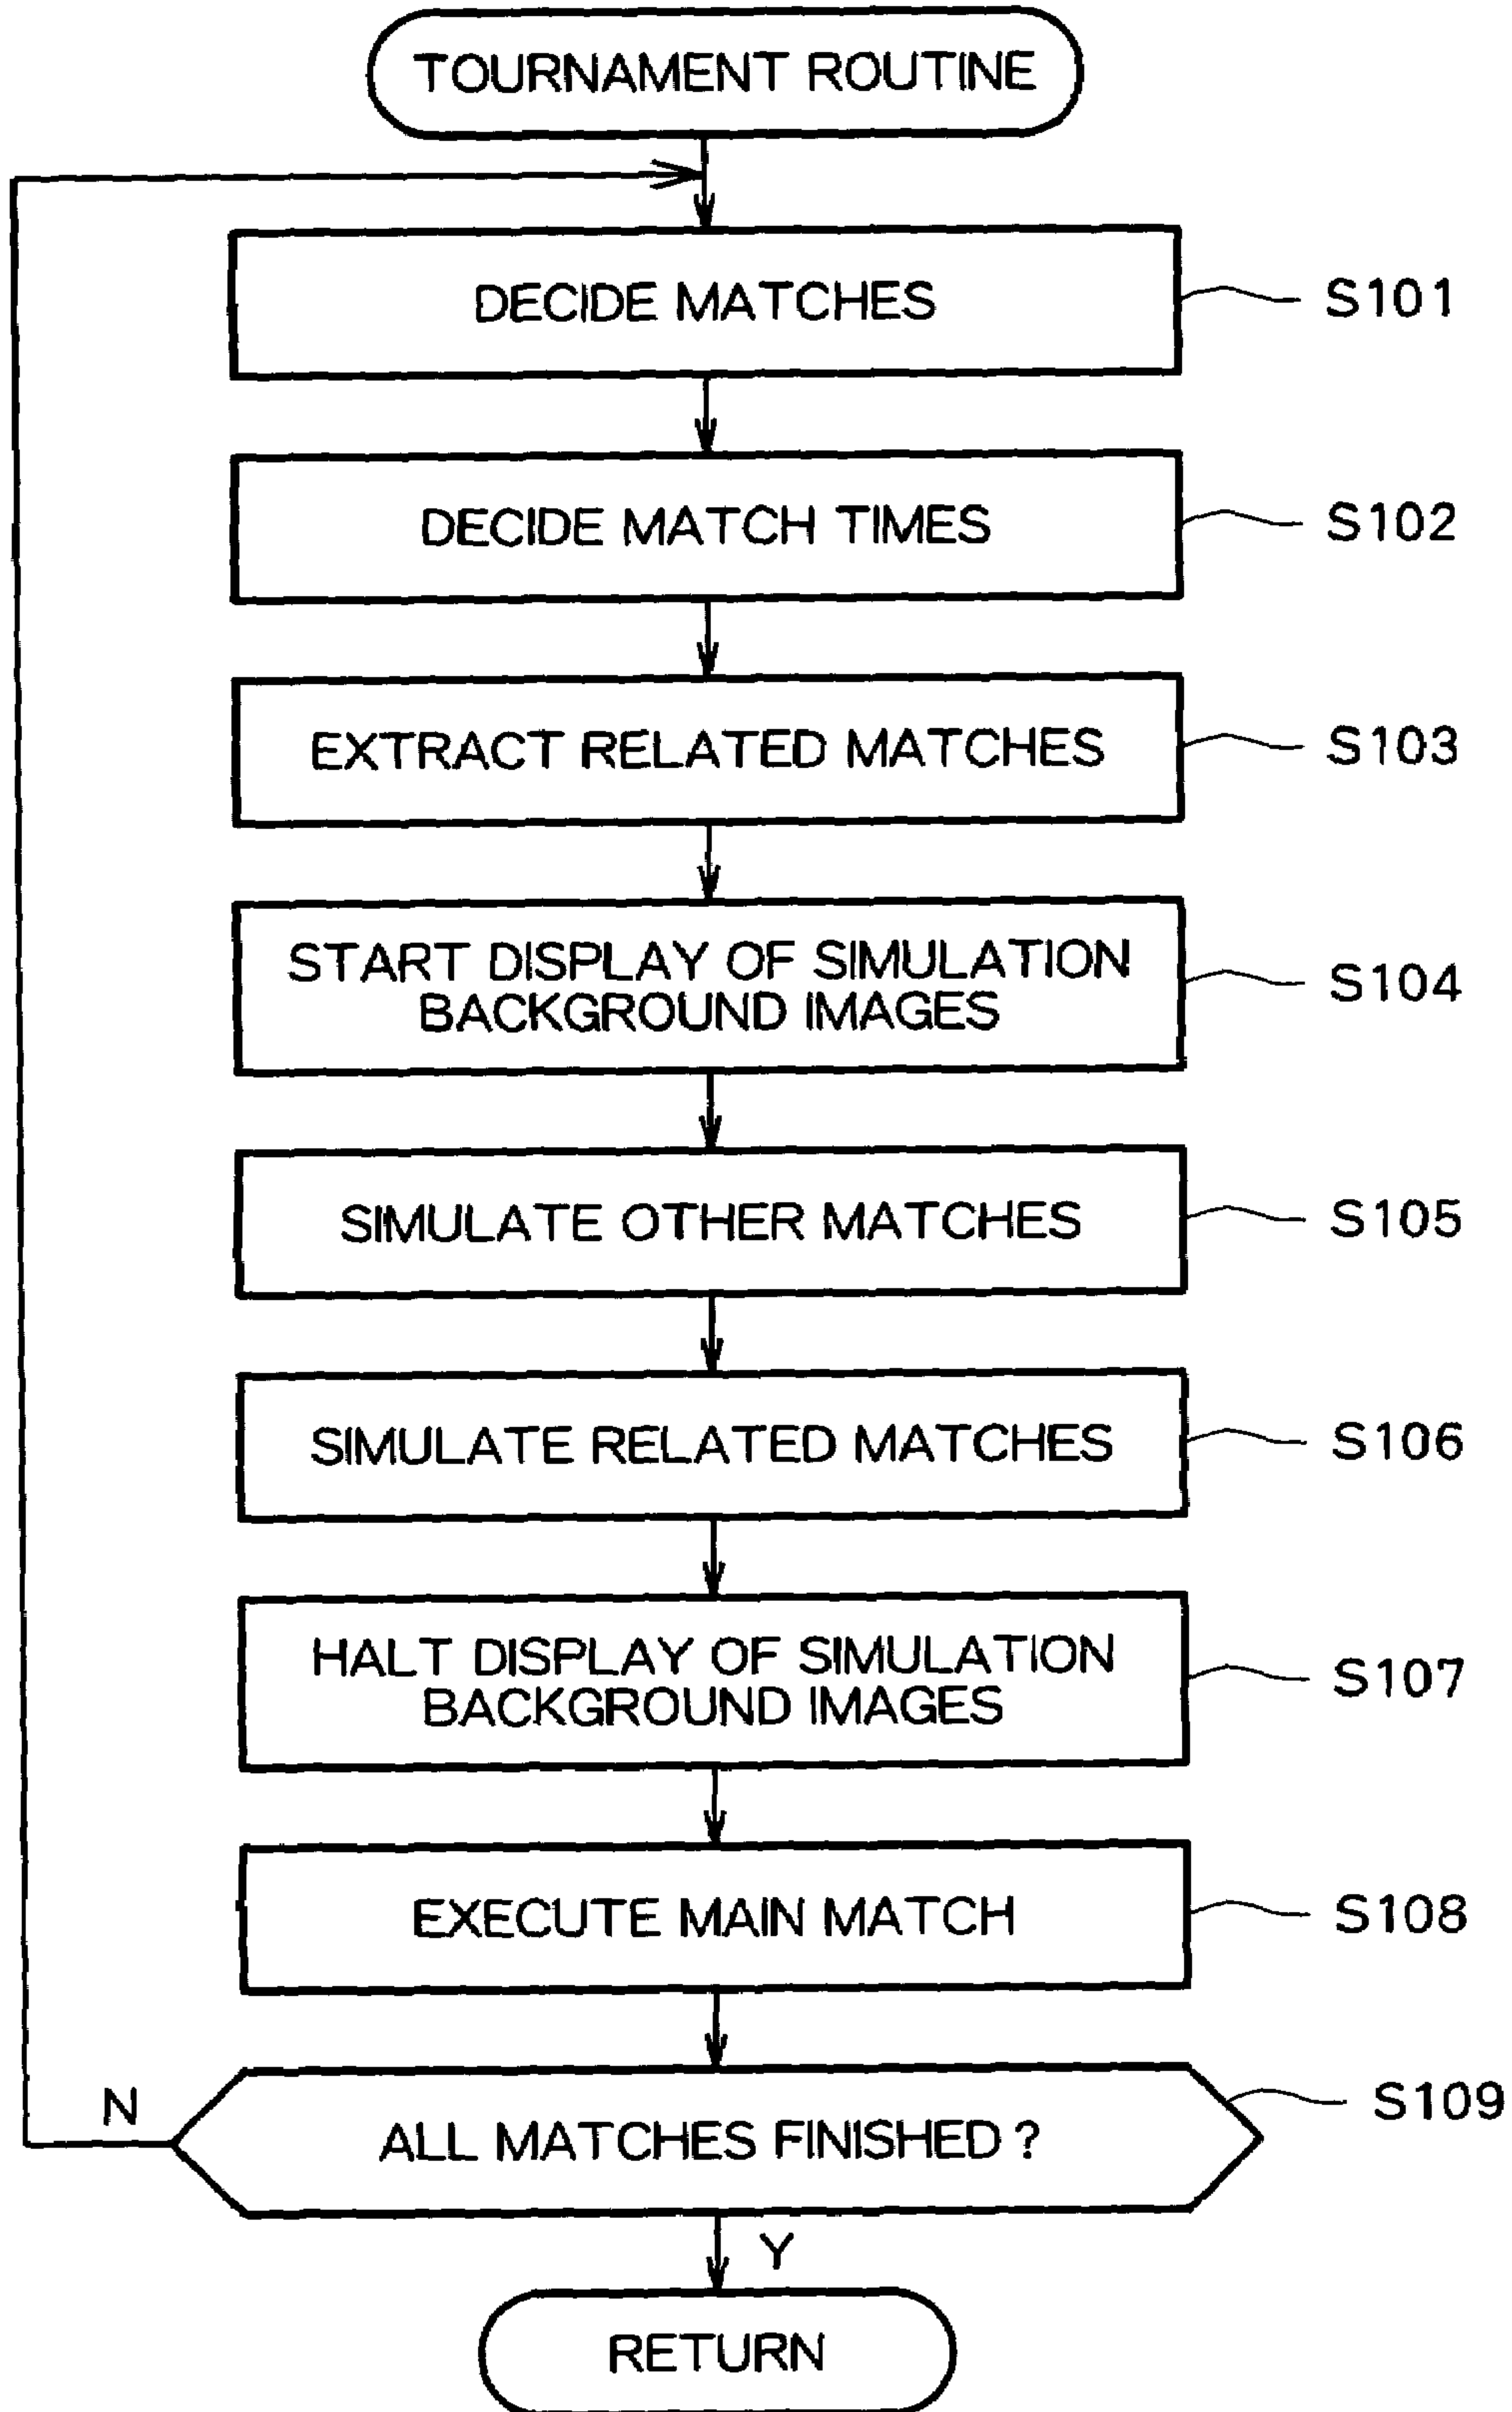 TOURNAMENT ROUTINE
DECIDE MATCHES
S101
DECIDE MATCH TIMES
S102
EXTRACT RELATED MATCHES
S103
START DISPLAY OF SIMULATION
BACKGROUND IMAGES
S104
SIMULATE OTHER MATCHES
S105
SIMULATE RELATED MATCHES
S106
HALT DISPLAY OF SIMULATION
BACKGROUND IMAGES
S107
EXECUTE MAIN MATCH
S108
N
ALL MATCHES FINISHED ?
S109
Y
RETURN